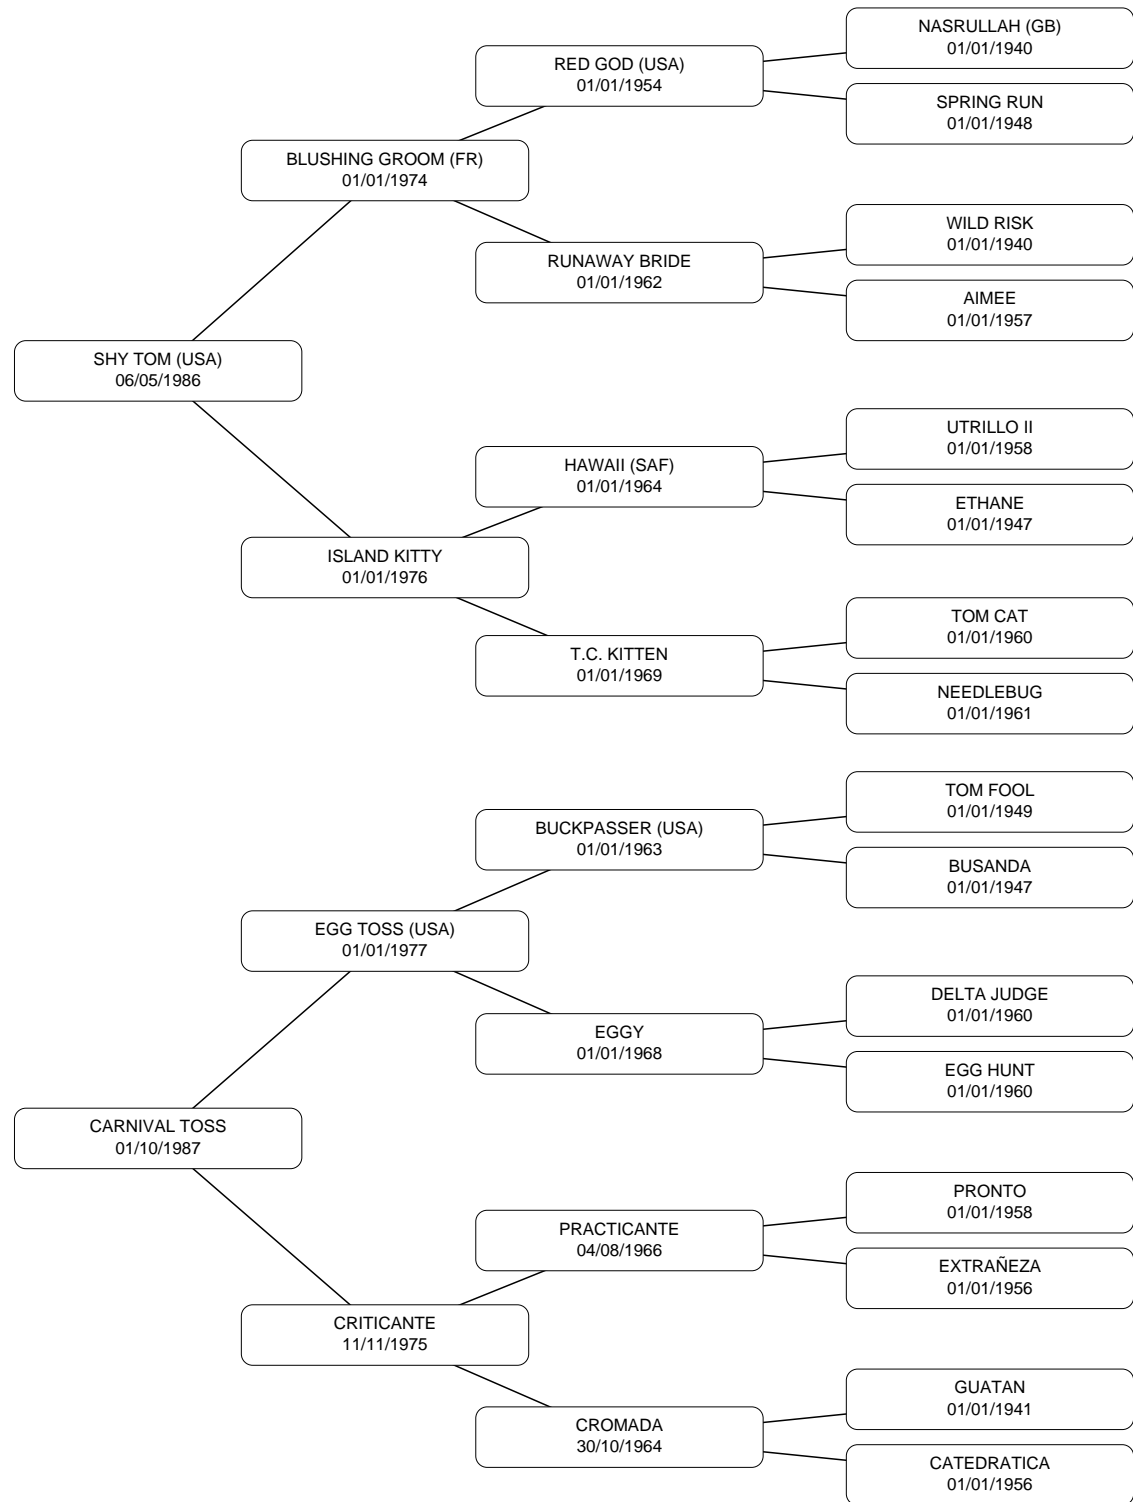 NASRULLAH (GB)
01/01/1940
RED GOD (USA)
01/01/1954
SPRING RUN
01/01/1948
BLUSHING GROOM (FR)
01/01/1974
WILD RISK
01/01/1940
RUNAWAY BRIDE
01/01/1962
AIMEE
01/01/1957
SHY TOM (USA)
06/05/1986
UTRILLO II
01/01/1958
HAWAII (SAF)
01/01/1964
ETHANE
01/01/1947
ISLAND KITTY
01/01/1976
TOM CAT
01/01/1960
T.C. KITTEN
01/01/1969
NEEDLEBUG
01/01/1961
TOM FOOL
01/01/1949
BUCKPASSER (USA)
01/01/1963
BUSANDA
01/01/1947
EGG TOSS (USA)
01/01/1977
DELTA JUDGE
01/01/1960
EGGY
01/01/1968
EGG HUNT
01/01/1960
CARNIVAL TOSS
01/10/1987
PRONTO
01/01/1958
PRACTICANTE
04/08/1966
EXTRAÑEZA
01/01/1956
CRITICANTE
11/11/1975
GUATAN
01/01/1941
CROMADA
30/10/1964
CATEDRATICA
01/01/1956